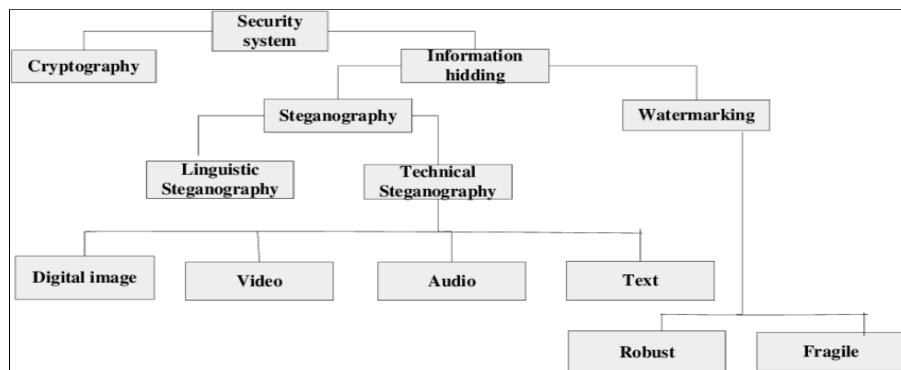 Security
system
Cryptography
Information
hidding
Steganography
Watermarking
Linguistic
Steganography
Technical
Steganography
Digital image
Video
Audio
Text
Robust
Fragile